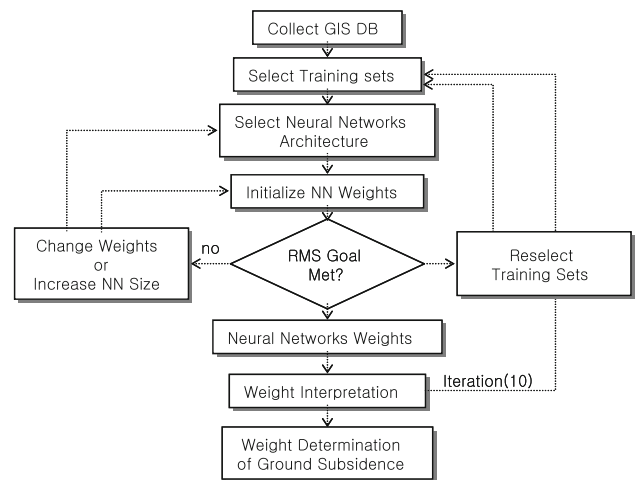 Collect GIS DB
Select Training sets
Select Neural Networks
Architecture
Initialize NN Weights
Change Weights
or
Increase NN Size
no
RMS Goal
Met?
Reselect
Training Sets
Neural Networks Weights
Weight Interpretation
Iteration(10)
Weight Determination
of Ground Subsidence